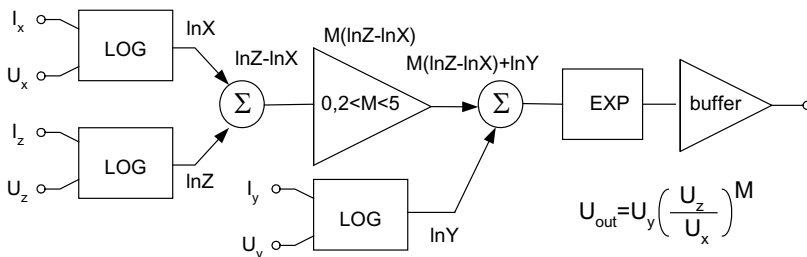 Ix
LOG
lnX
Ux
lnZ-lnX
M(lnZ-lnX)
M(lnZ-lnX)+lnY
Σ
0,2<M<5
Σ
EXP
buffer
Iz
LOG
lnZ
Uz
Iy
LOG
lnY
Uy
Uout=Uy(Uz/Ux)M